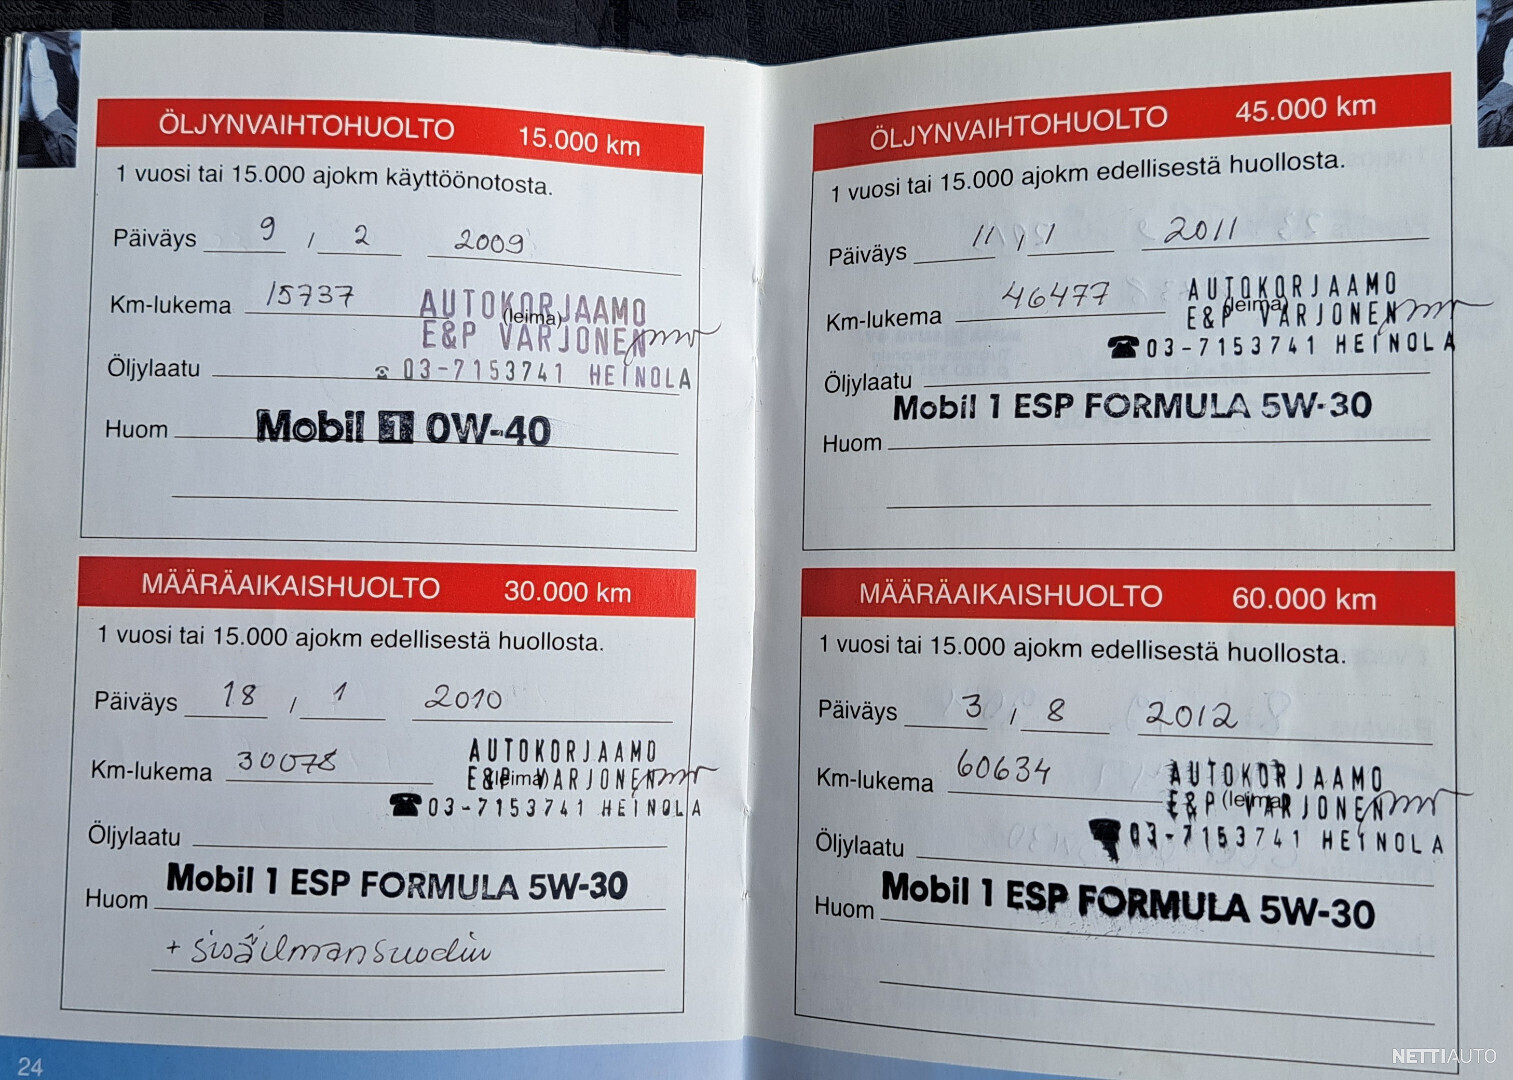 ÖLJYNVAIHTOHUOLTO 15.000 km
1 vuosi tai 15.000 ajokm käyttöönotosta.
Päiväys 9 / 2 2009
Km-lukema 15737
AUTOKORJAAMO
(leima)
E&P VARJONEN
Öljylaatu
☎ 03-7153741 HEINOLA
Huom
Mobil 1 0W-40
MÄÄRÄAIKAISHUOLTO 30.000 km
1 vuosi tai 15.000 ajokm edellisestä huollosta.
Päiväys 18 / 1 2010
Km-lukema 30078
AUTOKORJAAMO
(leima)
E&P VARJONEN
☎ 03-7153741 HEINOLA
Öljylaatu
Mobil 1 ESP FORMULA 5W-30
Huom
+ sisäilmansuodin
24
ÖLJYNVAIHTOHUOLTO 45.000 km
1 vuosi tai 15.000 ajokm edellisestä huollosta.
Päiväys 11 / 1 2011
Km-lukema 46477
AUTOKORJAAMO
(leima)
E&P VARJONEN
☎ 03-7153741 HEINOLA
Öljylaatu
Mobil 1 ESP FORMULA 5W-30
Huom
MÄÄRÄAIKAISHUOLTO 60.000 km
1 vuosi tai 15.000 ajokm edellisestä huollosta.
Päiväys 3 / 8 2012
Km-lukema 60634
AUTOKORJAAMO
(leima)
E&P VARJONEN
☎ 03-7153741 HEINOLA
Öljylaatu
Mobil 1 ESP FORMULA 5W-30
Huom
NETTIAUTO